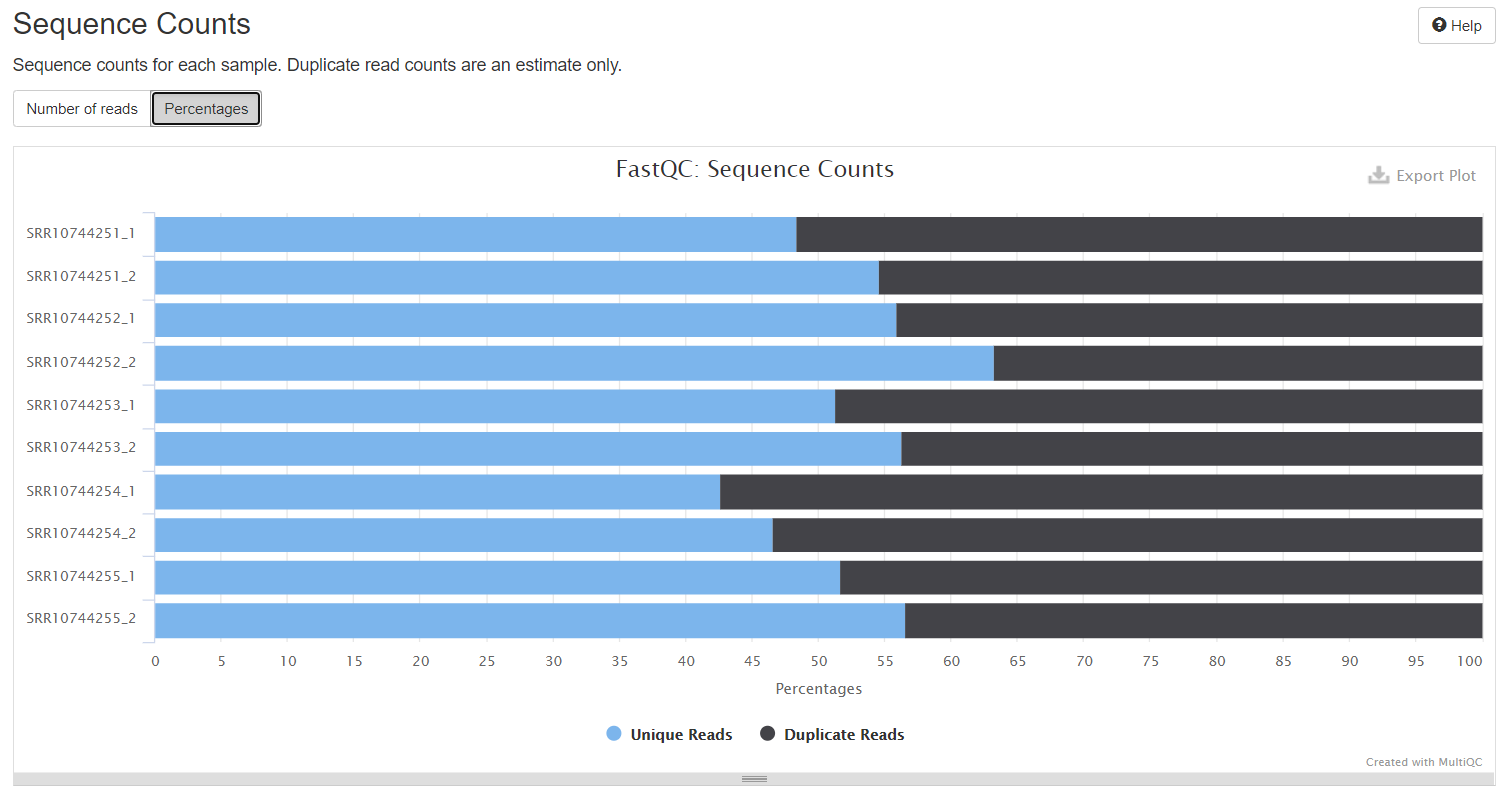 Sequence Counts
Help
Sequence counts for each sample. Duplicate read counts are an estimate only.
Number of reads
Percentages
FastQC: Sequence Counts
Export Plot
SRR10744251_1
SRR10744251_2
SRR10744252_1
SRR10744252_2
SRR10744253_1
SRR10744253_2
SRR10744254_1
SRR10744254_2
SRR10744255_1
SRR10744255_2
0 5 10 15 20 25 30 35 40 45 50 55 60 65 70 75 80 85 90 95 100
Percentages
Unique Reads
Duplicate Reads
Created with MultiQC